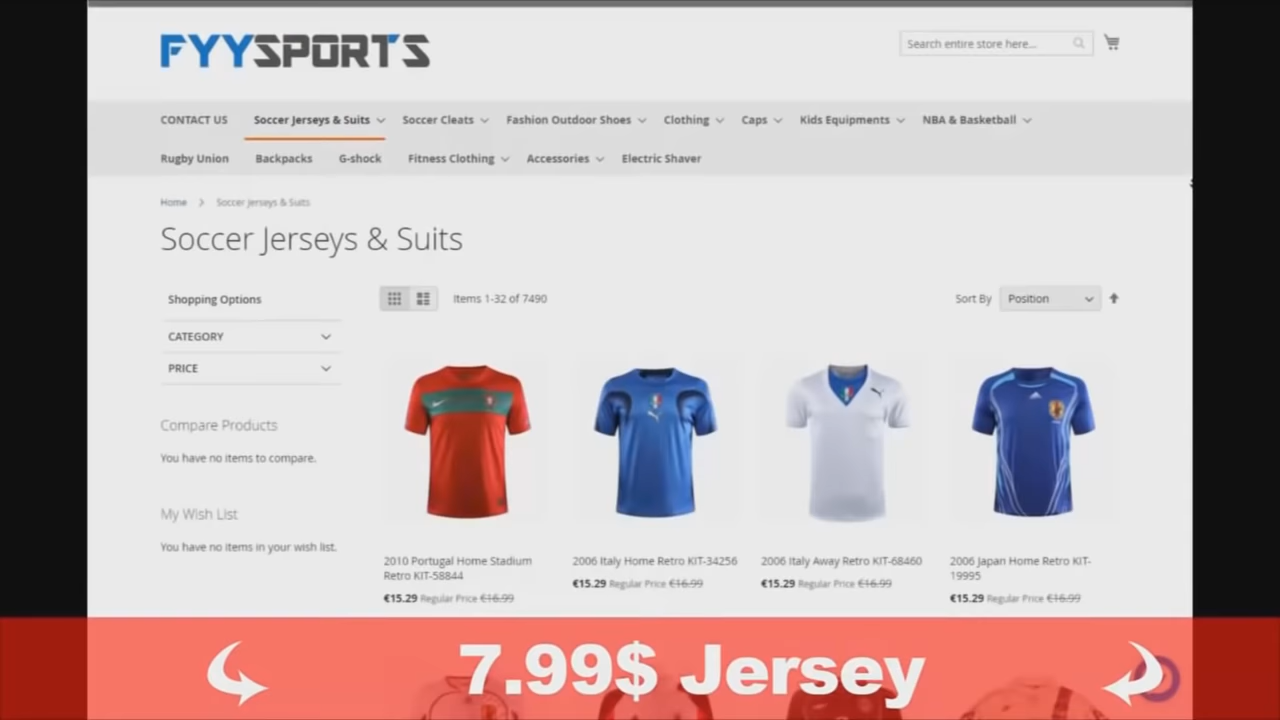 FYYSPORTS
Search entire store here...
CONTACT US Soccer Jerseys & Suits Soccer Cleats Fashion Outdoor Shoes Clothing Caps Kids Equipments NBA & Basketball
Rugby Union Backpacks G-shock Fitness Clothing Accessories Electric Shaver
Home > Soccer Jerseys & Suits
Soccer Jerseys & Suits
Shopping Options
CATEGORY
PRICE
Compare Products
You have no items to compare.
My Wish List
You have no items in your wish list.
Items 1-32 of 7490
Sort By Position
2010 Portugal Home Stadium
Retro KIT-58844
€15.29 Regular Price €16.99
2006 Italy Home Retro KIT-34256
€15.29 Regular Price €16.99
2006 Italy Away Retro KIT-68460
€15.29 Regular Price €16.99
2006 Japan Home Retro KIT-
19995
€15.29 Regular Price €16.99
7.99$ Jersey